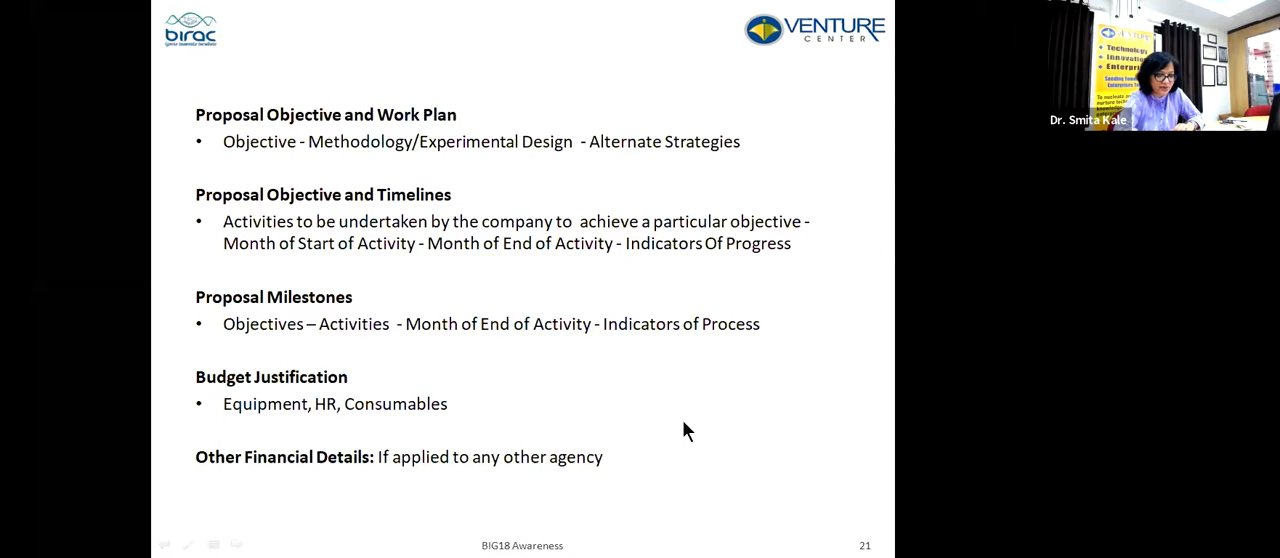 birac
VENTURE
CENTER
Proposal Objective and Work Plan
• Objective - Methodology/Experimental Design - Alternate Strategies
Proposal Objective and Timelines
• Activities to be undertaken by the company to achieve a particular objective -
Month of Start of Activity - Month of End of Activity - Indicators Of Progress
Proposal Milestones
• Objectives – Activities - Month of End of Activity - Indicators of Process
Budget Justification
• Equipment, HR, Consumables
Other Financial Details: If applied to any other agency
BIG18 Awareness
21
Technology
Dr. Smita Kale